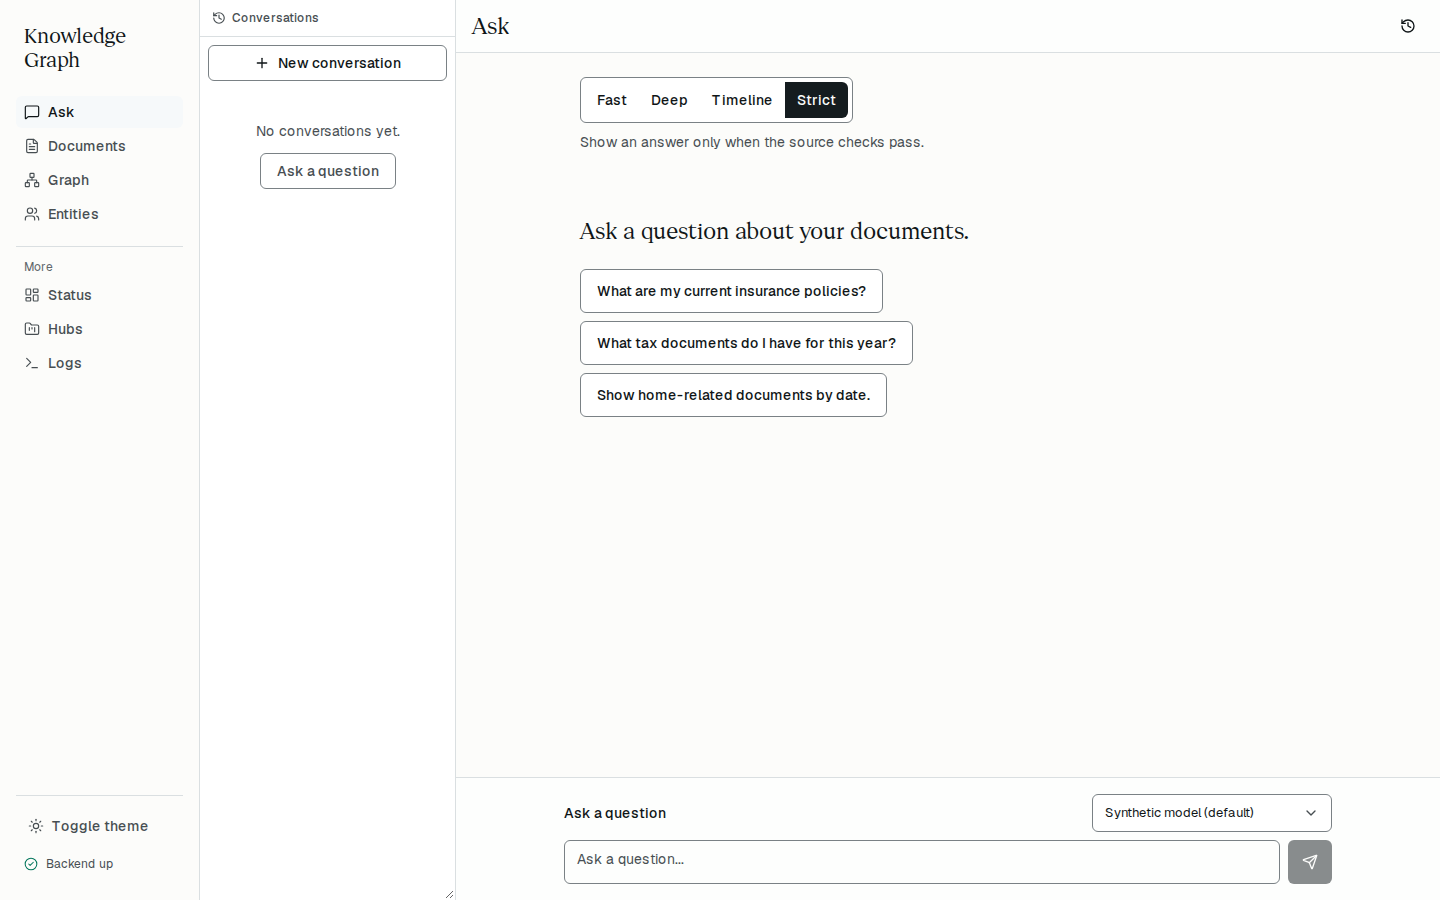 Knowledge
Graph
Ask
Documents
Graph
Entities
More
Status
Hubs
Logs
Toggle theme
Backend up
Conversations
New conversation
No conversations yet.
Ask a question
Ask
Fast Deep Timeline Strict
Show an answer only when the source checks pass.
Ask a question about your documents.
What are my current insurance policies?
What tax documents do I have for this year?
Show home-related documents by date.
Ask a question
Synthetic model (default)
Ask a question...